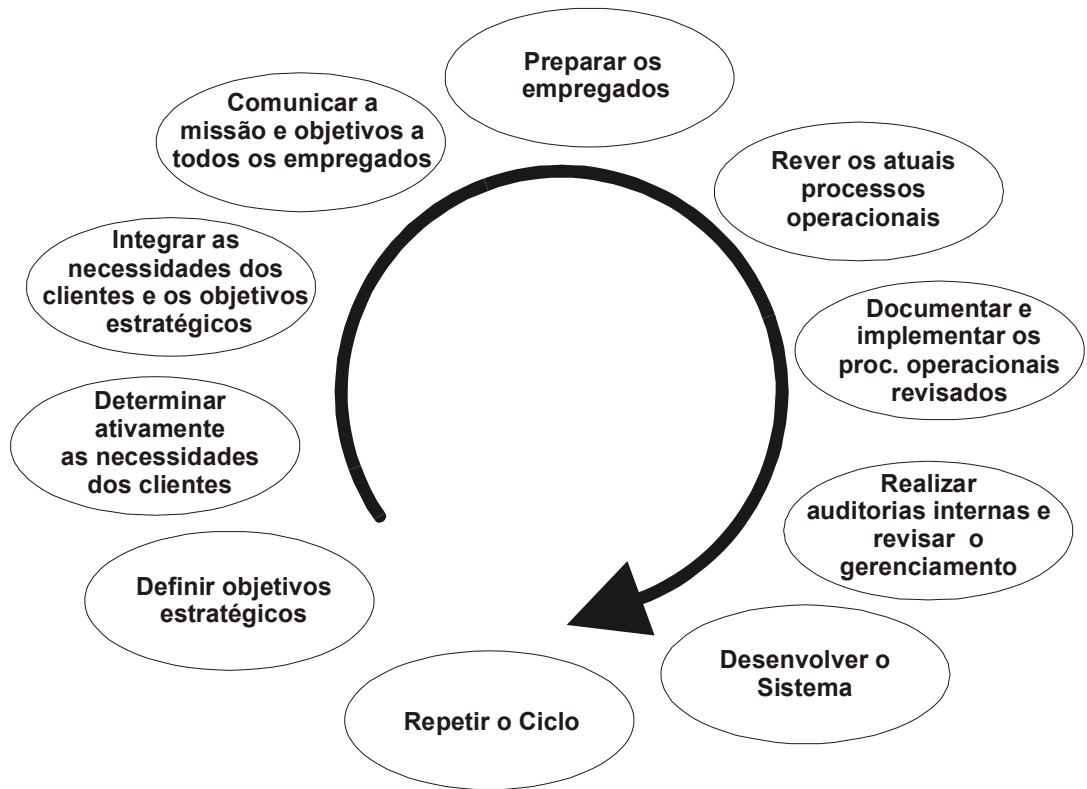 Preparar os
empregados
Comunicar a
missão e objetivos a
todos os empregados
Rever os atuais
processos
operacionais
Integrar as
necessidades dos
clientes e os objetivos
estratégicos
Documentar e
implementar os
proc. operacionais
revisados
Determinar
ativamente
as necessidades
dos clientes
Realizar
auditorias internas e
revisar o
gerenciamento
Definir objetivos
estratégicos
Desenvolver o
Sistema
Repetir o Ciclo